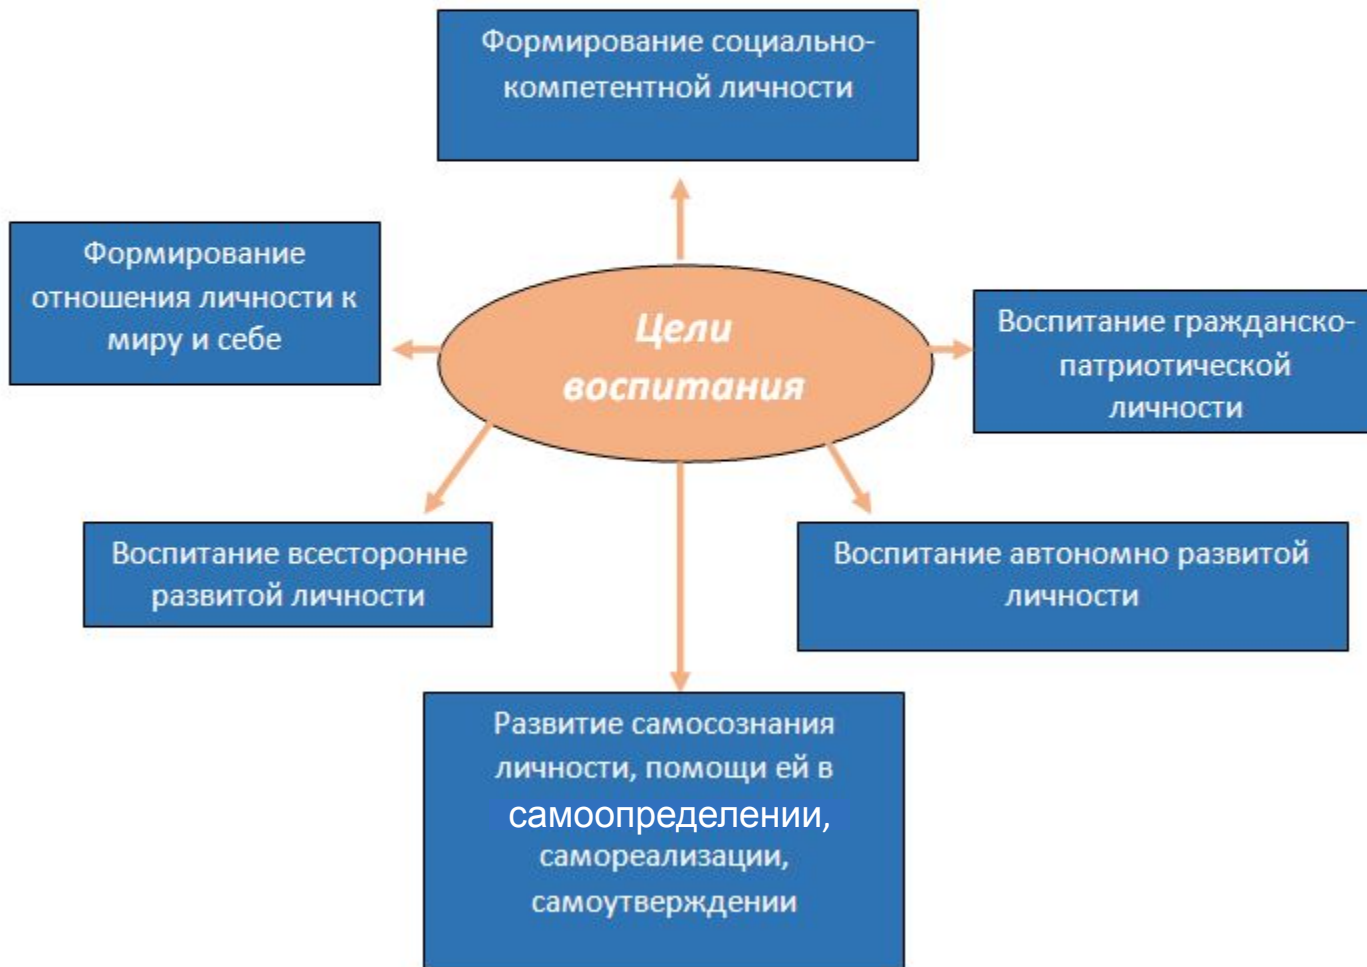 Формирование социально-
компетентной личности
Формирование
отношения личности к
миру и себе
Цели
воспитания
Воспитание гражданско-
патриотической
личности
Воспитание всесторонне
развитой личности
Воспитание автономно развитой
личности
Развитие самосознания
личности, помощи ей в
самоопределении,
самореализации,
самоутверждении